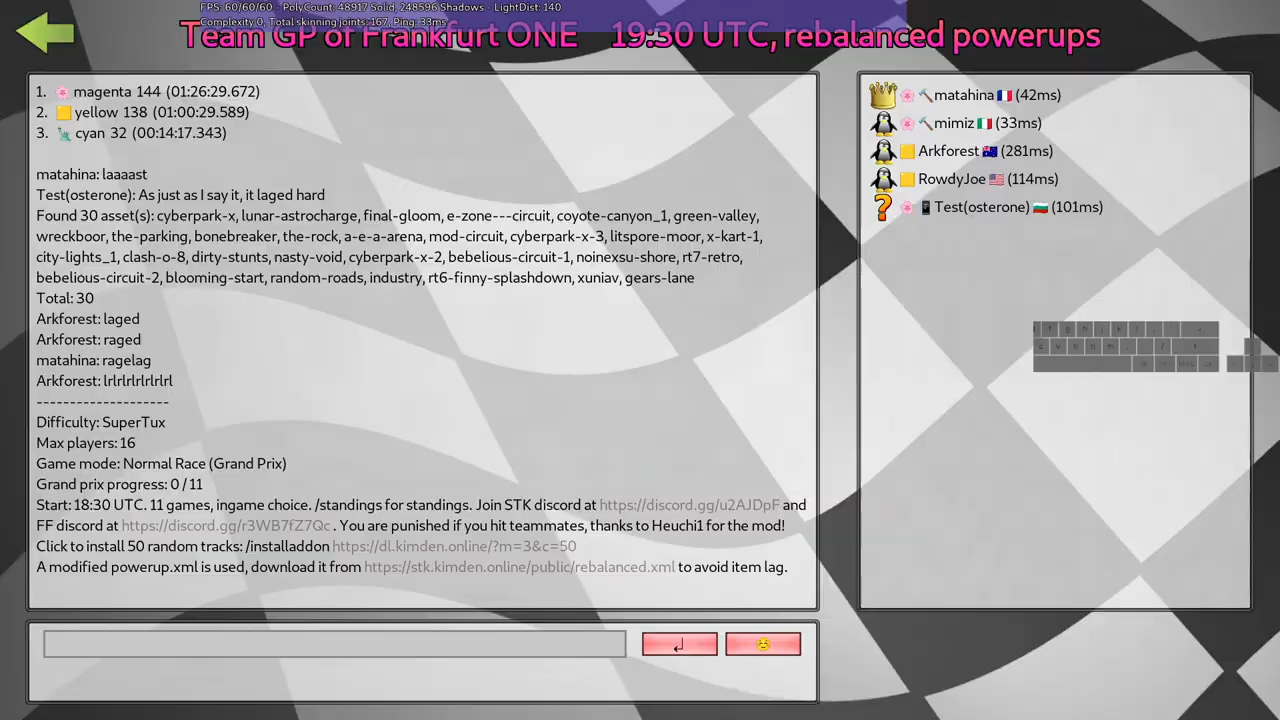 FPS: 60/60/60 - PolyCount: 48917 Solid, 248596 Shadows - LightDist: 140
Complexity 0, Total skinning joints: 167, Ping: 33ms
Team GP of Frankfurt ONE 19:30 UTC, rebalanced powerups
1. 🌸 magenta 144 (01:26:29.672)
2. 🟨 yellow 138 (01:00:29.589)
3. 🗽 cyan 32 (00:14:17.343)
matahina: laaaast
Test(osterone): As just as I say it, it laged hard
Found 30 asset(s): cyberpark-x, lunar-astrocharge, final-gloom, e-zone---circuit, coyote-canyon_1, green-valley,
wreckboor, the-parking, bonebreaker, the-rock, a-e-a-arena, mod-circuit, cyberpark-x-3, litspore-moor, x-kart-1,
city-lights_1, clash-o-8, dirty-stunts, nasty-void, cyberpark-x-2, bebelious-circuit-1, noinexsu-shore, rt7-retro,
bebelious-circuit-2, blooming-start, random-roads, industry, rt6-finny-splashdown, xuniav, gears-lane
Total: 30
Arkforest: laged
Arkforest: raged
matahina: ragelag
Arkforest: lrlrlrlrlrlrlrl
--------------------
Difficulty: SuperTux
Max players: 16
Game mode: Normal Race (Grand Prix)
Grand prix progress: 0 / 11
Start: 18:30 UTC. 11 games, ingame choice. /standings for standings. Join STK discord at https://discord.gg/u2AJDpF and
FF discord at https://discord.gg/r3WB7fZ7Qc . You are punished if you hit teammates, thanks to Heuchi1 for the mod!
Click to install 50 random tracks: /installaddon https://dl.kimden.online/?m=3&c=50
A modified powerup.xml is used, download it from https://stk.kimden.online/public/rebalanced.xml to avoid item lag.
🌸 🔨matahina 🇫🇷 (42ms)
🌸 🔨mimiz 🇮🇹 (33ms)
🟨 Arkforest 🇦🇺 (281ms)
🟨 RowdyJoe 🇺🇸 (114ms)
🌸 📱Test(osterone) 🇧🇬 (101ms)